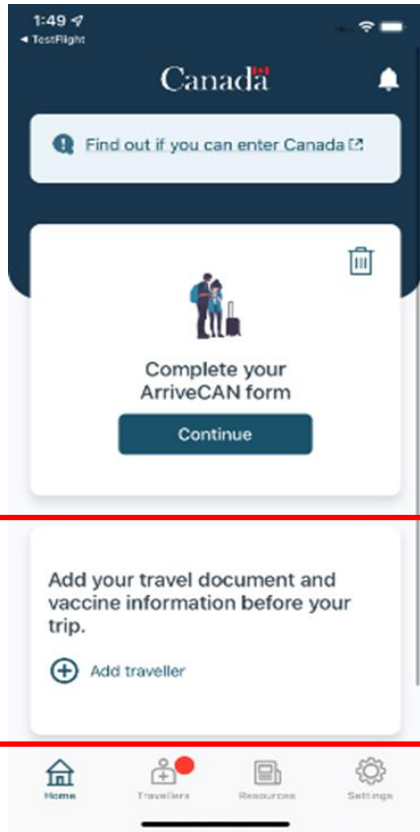 1:49
◀ TestFlight
Canada
Find out if you can enter Canada
Complete your
ArriveCAN form
Continue
Add your travel document and
vaccine information before your
trip.
Add traveller
Home Travellers Resources Settings